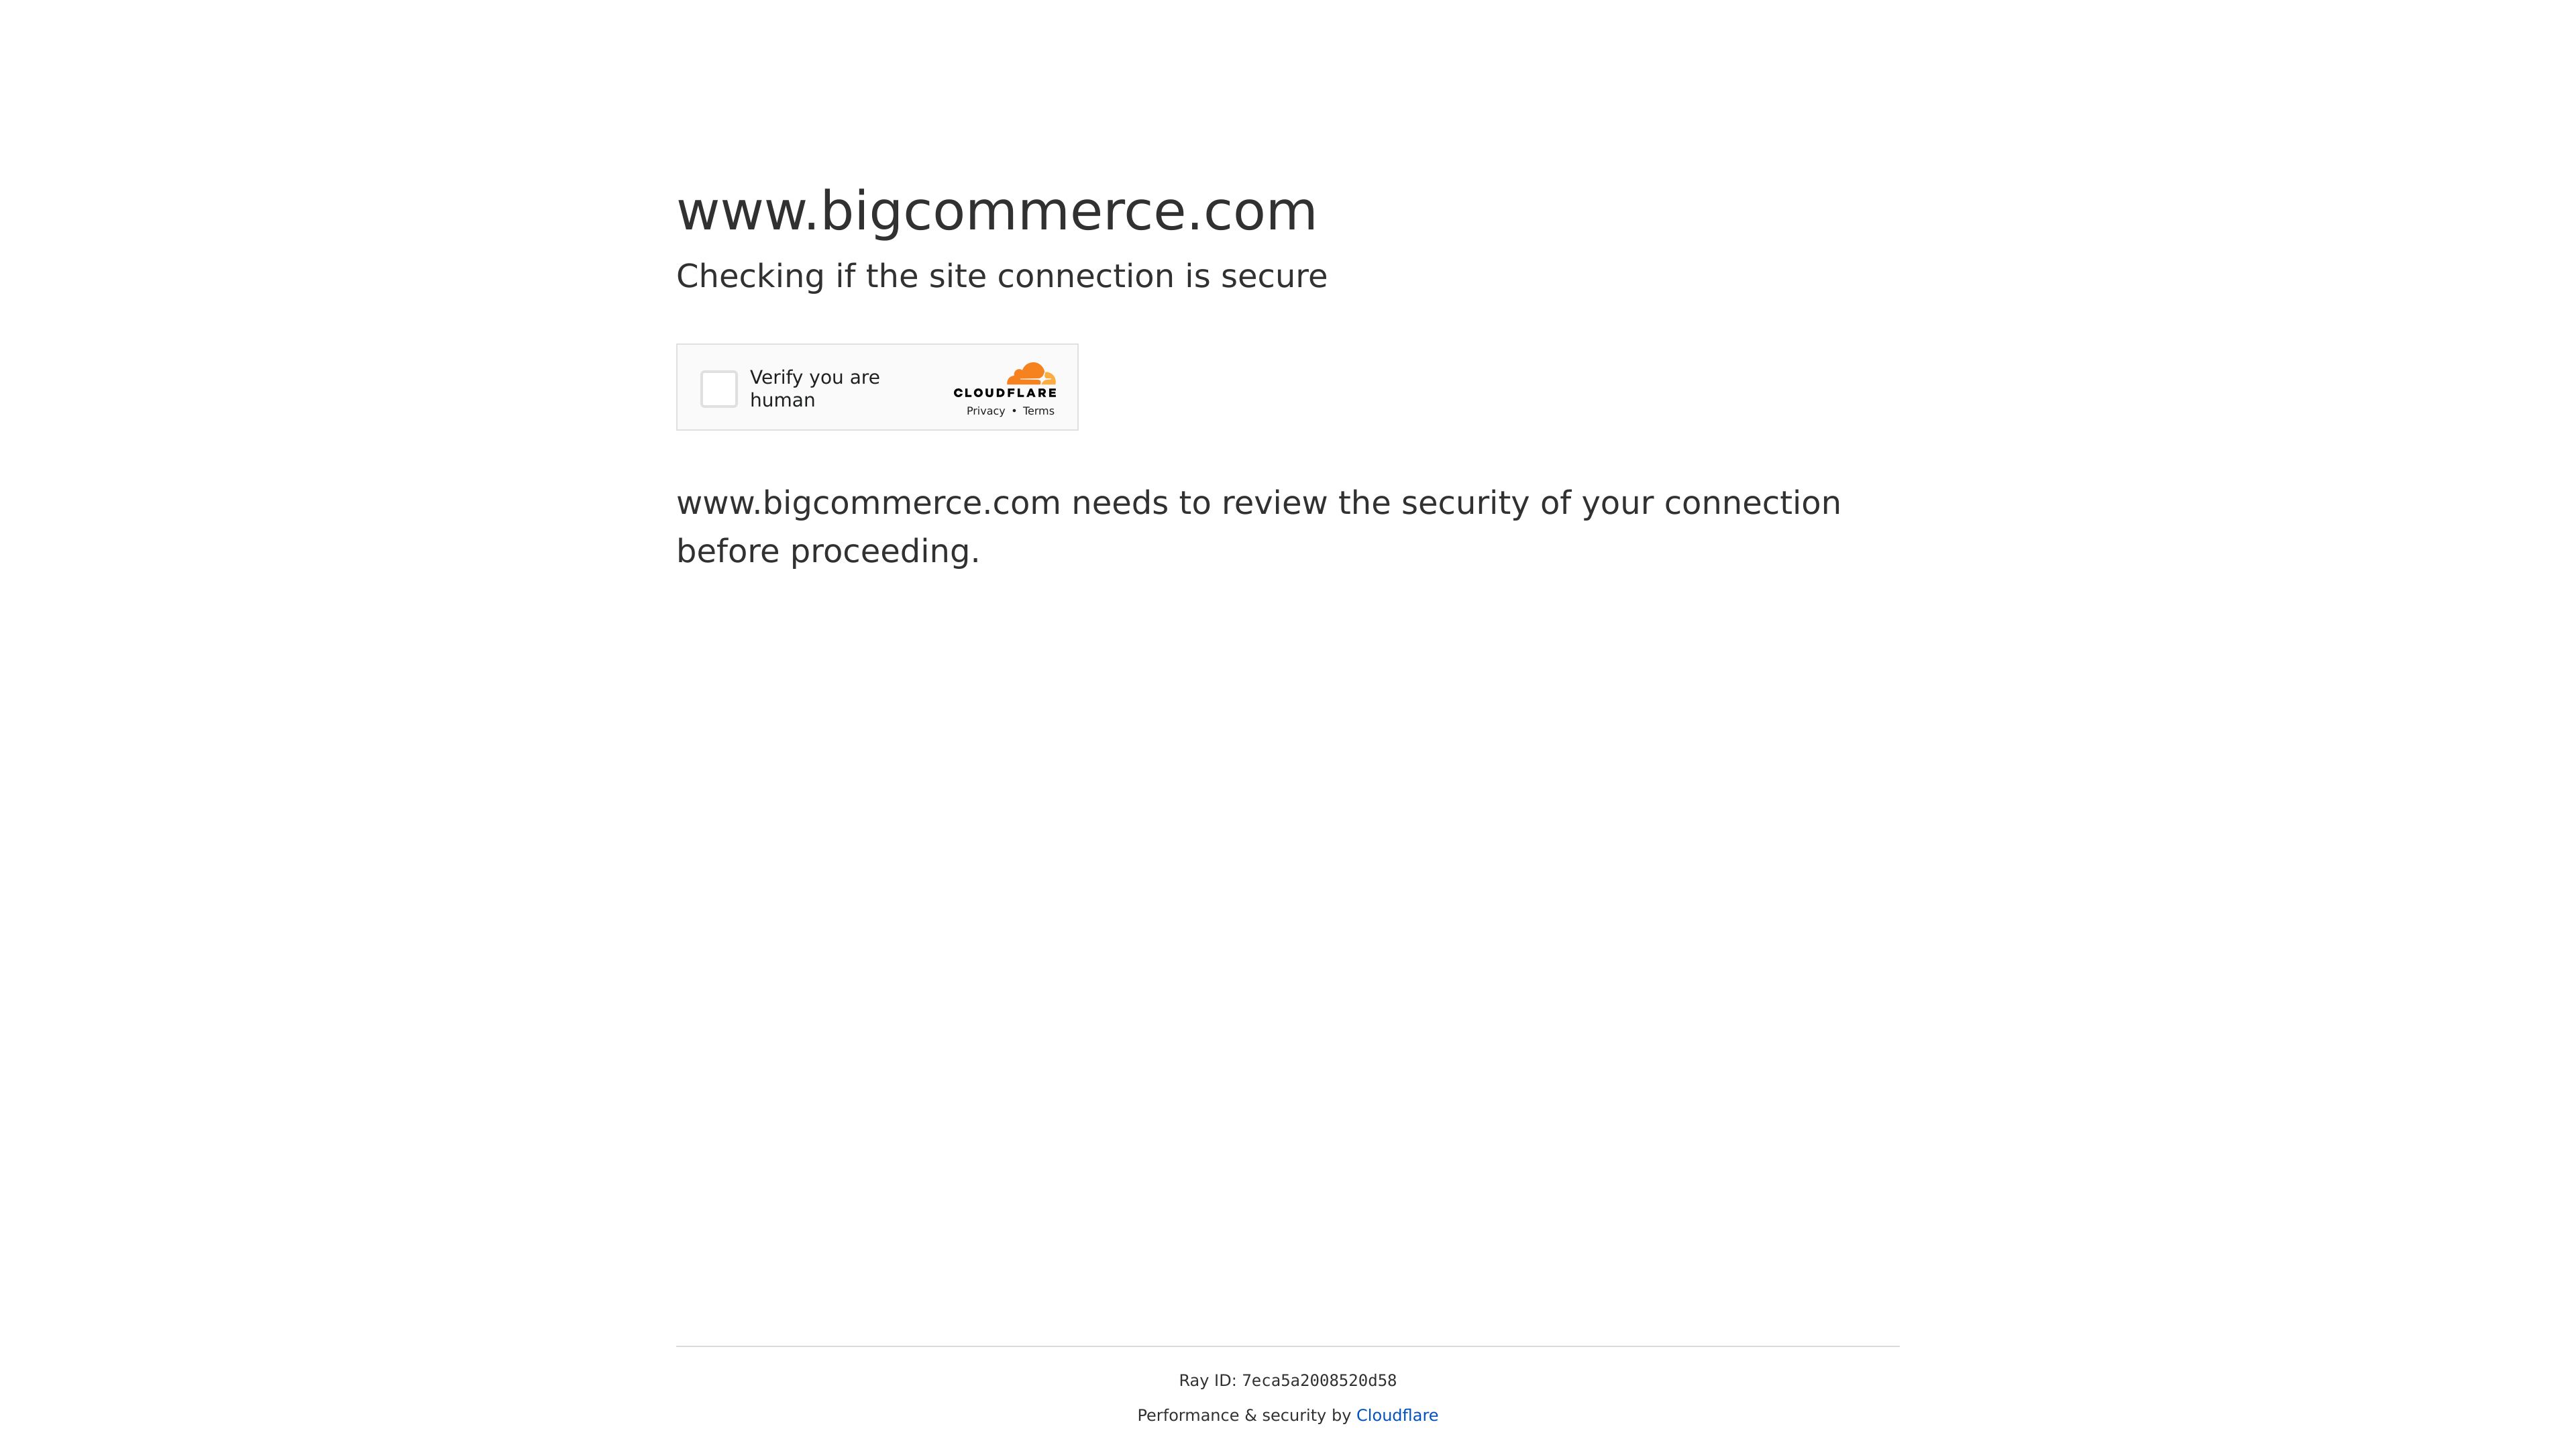 www.bigcommerce.com
Checking if the site connection is secure
Verify you are
human
CLOUDFLARE
Privacy • Terms
www.bigcommerce.com needs to review the security of your connection
before proceeding.
Ray ID: 7eca5a2008520d58
Performance & security by Cloudflare